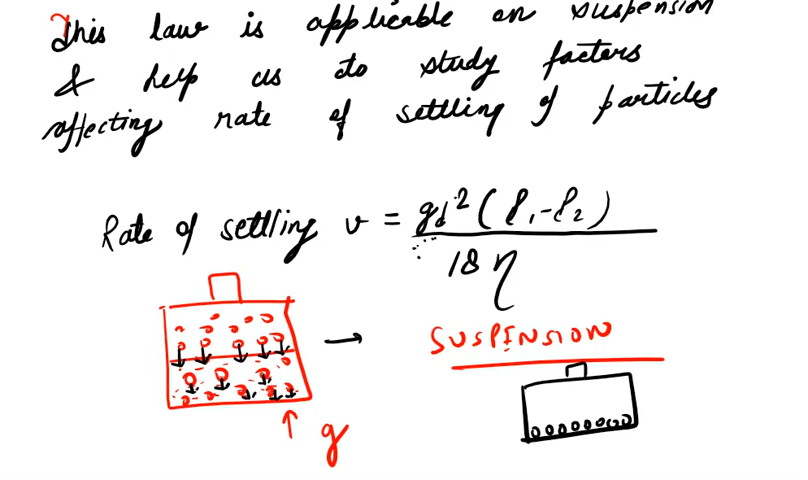 This law is applicable on suspension
& help us to study factors
affecting rate of settling of particles
Rate of settling v = gd²(ρ₁-ρ₂)
18 η
SUSPENSION
g